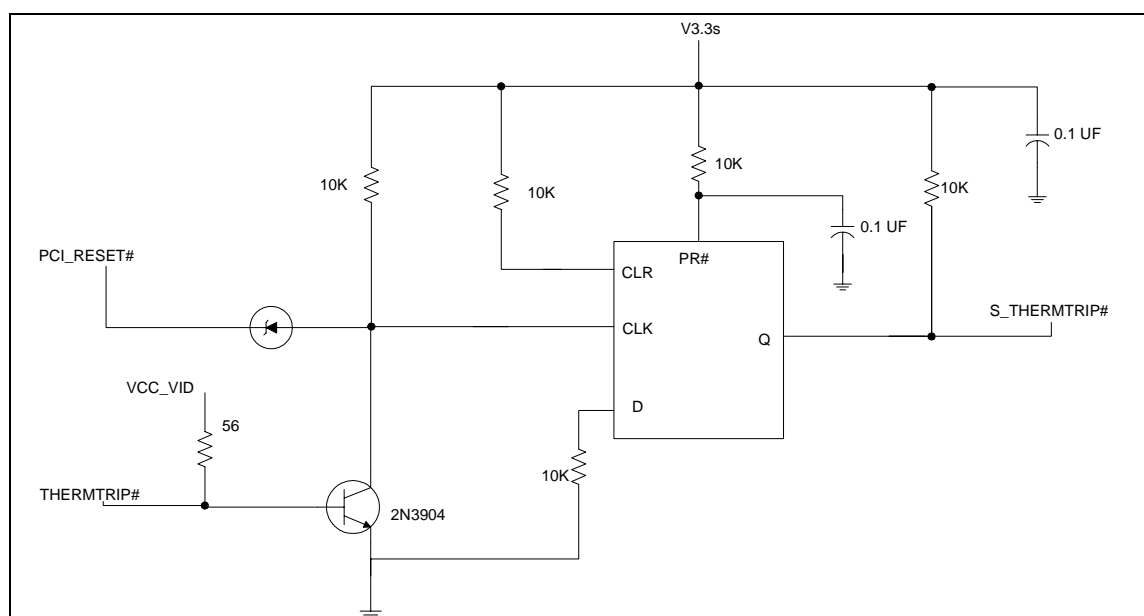 V3.3s
0.1 UF
10K
10K
10K
10K
0.1 UF
PCI_RESET#
CLR
PR#
CLK
S_THERMTRIP#
Q
VCC_VID
56
D
10K
THERMTRIP#
2N3904